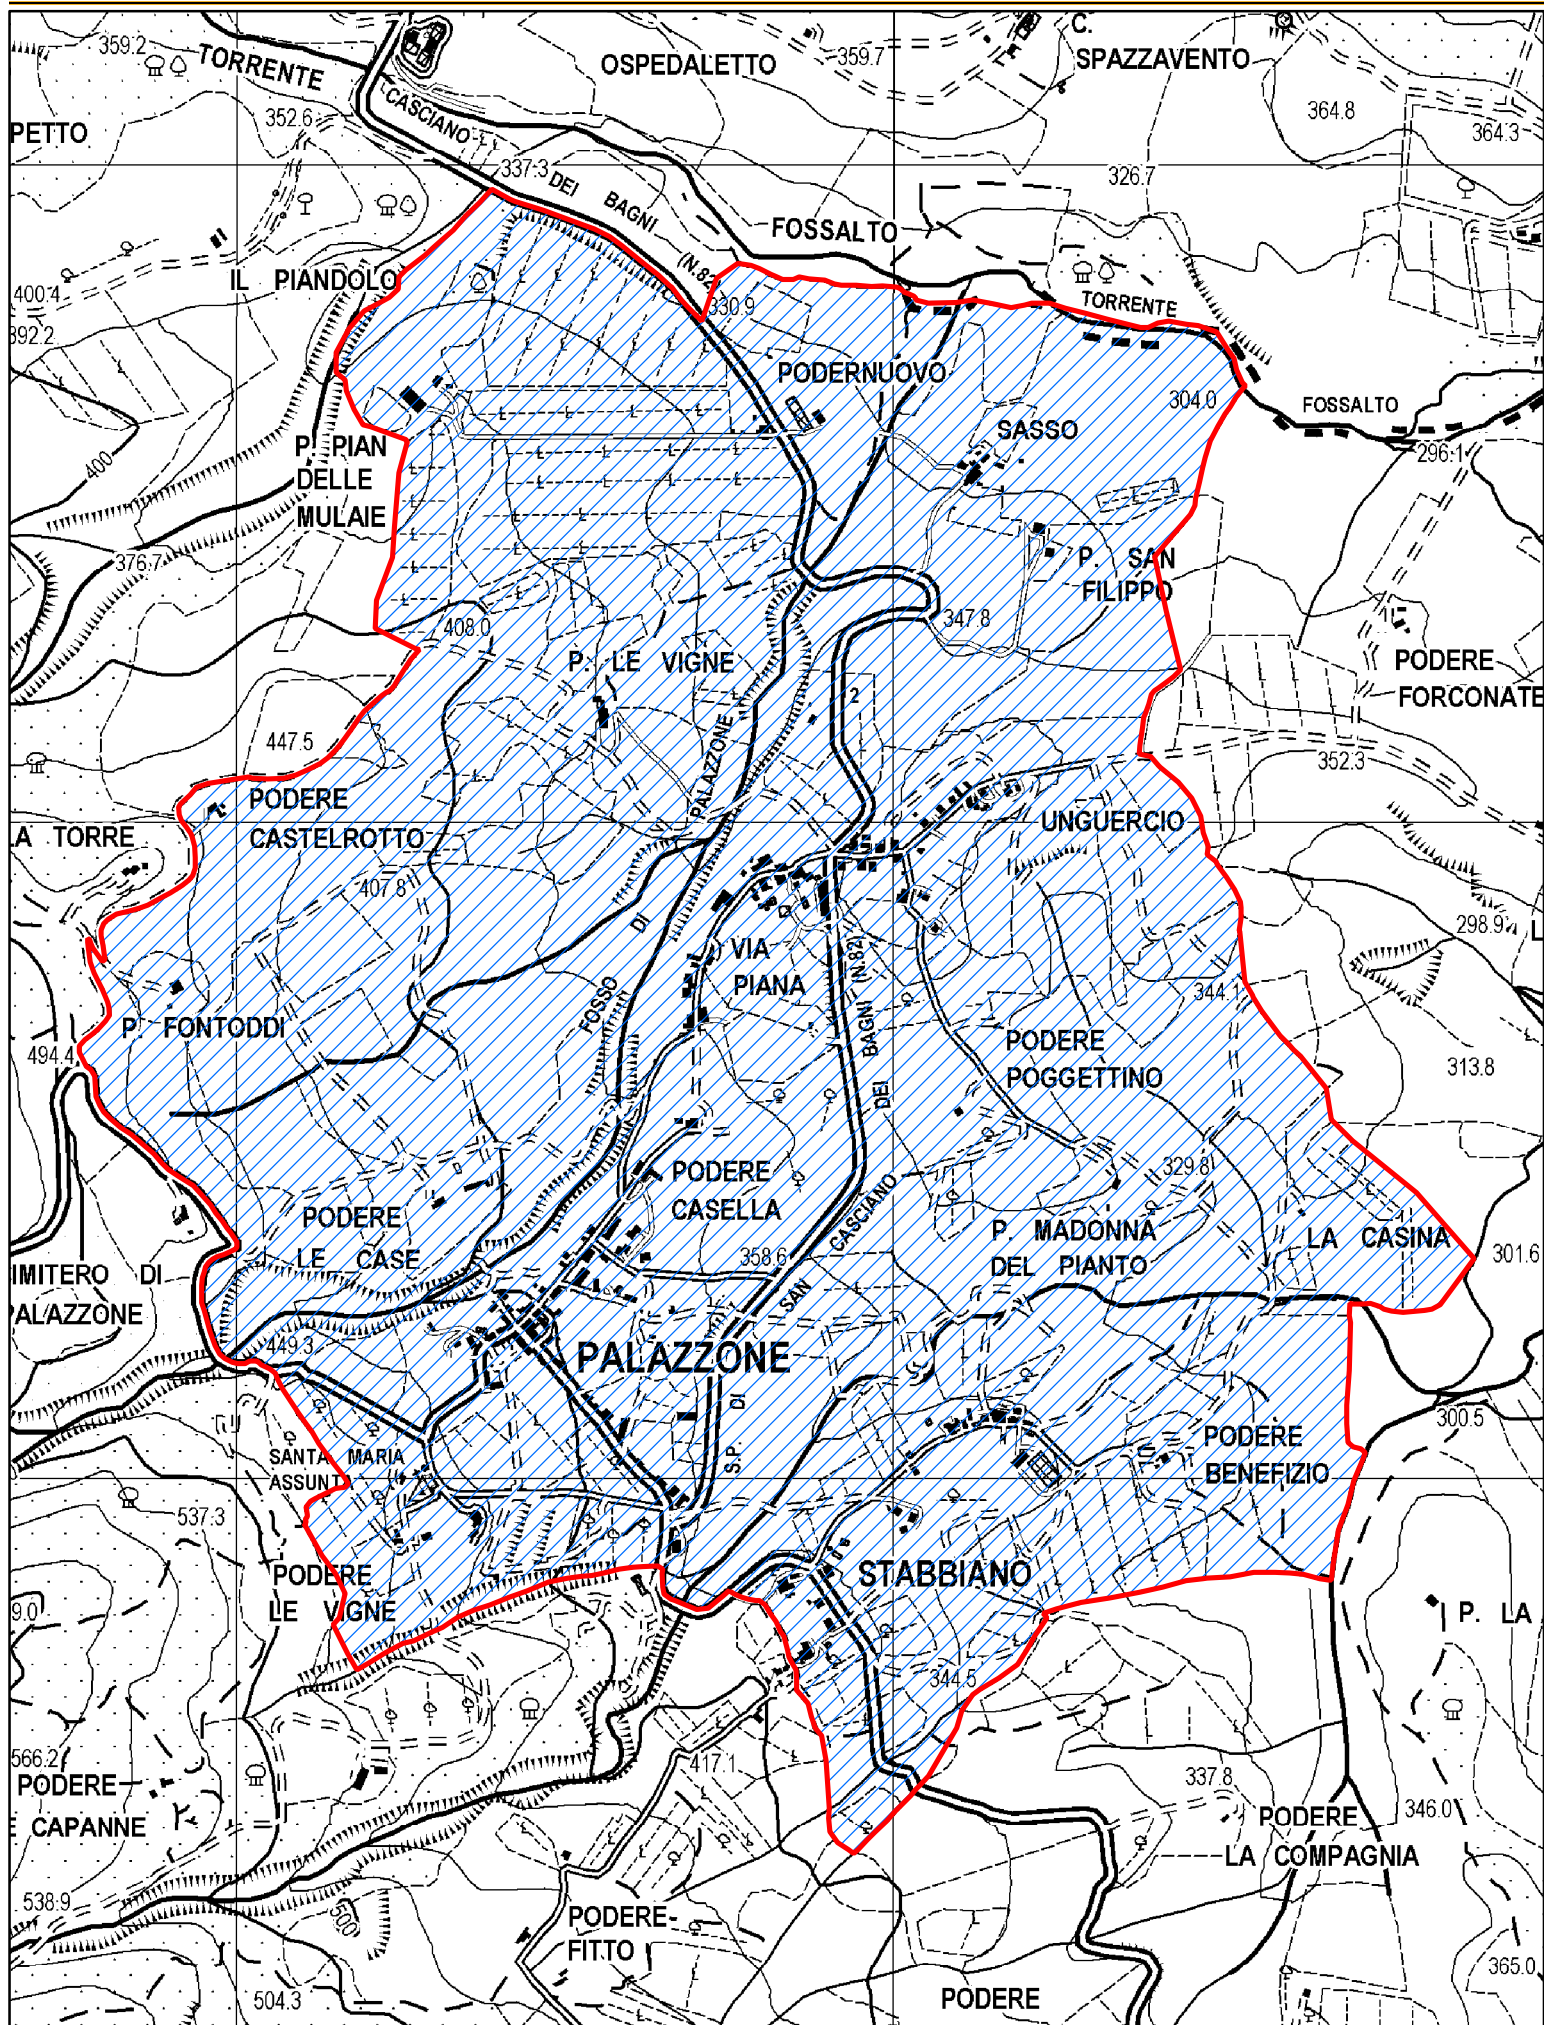 359.2
TORRENTE
OSPEDALETTO
359.7
C.
SPAZZAVENTO
364.8
364.3
PETTO
352.6
CASCIANO
337.3
DEI
BAGNI
(N.82
326.7
FOSSALTO
IL PIANDOLO
400.4
392.2
330.9
TORRENTE
PODERNUOVO
304.0
FOSSALTO
296.1
SASSO
P. PIAN
DELLE
MULAIE
400
376.7
P. SAN
FILIPPO
408.0
347.8
P. LE VIGNE
PODERE
FORCONATE
2
447.5
PALAZZONE
352.3
PODERE
CASTELROTTO
UNGUERCIO
A TORRE
407.8
DI
298.9
L
VIA
PIANA
BAGNI (N.82)
344.1
FOSSO
P. FONTODDI
494.4
PODERE
POGGETTINO
313.8
DEI
PODERE
CASELLA
329.8
CASCIANO
PODERE
LE CASE
P. MADONNA
DEL PIANTO
LA CASINA
301.6
358.6
IMITERO DI
PALAZZONE
SAN
449.3
PALAZZONE
DI
300.5
SANTA MARIA
ASSUNTA
S.P.
PODERE
BENEFIZIO
537.3
PODERE
LE VIGNE
STABBIANO
9.0
P. LA
344.5
566.2
417.1
337.8
PODERE
E CAPANNE
346.0
PODERE
LA COMPAGNIA
538.9
500
PODERE
FITTO
365.0
504.3
PODERE